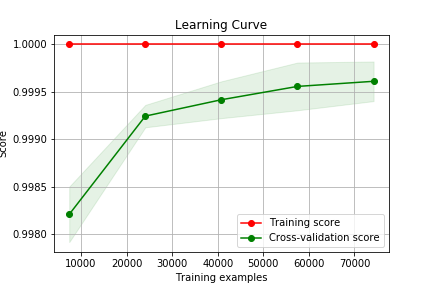 Learning Curve
1.0000
0.9995
0.9990
0.9985
0.9980
Score
Training score
Cross-validation score
10000 20000 30000 40000 50000 60000 70000
Training examples